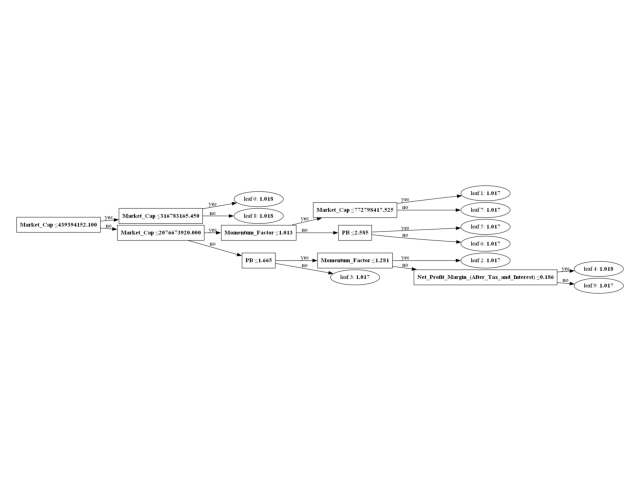 leaf 0: 1.018
yes
Market_Cap ≤316783165.450
no
leaf 8: 1.018
yes
Market_Cap ≤439394152.100
no
Market_Cap ≤2076673920.000
yes
Momentum_Factor ≤1.013
yes
Market_Cap ≤772798417.525
yes
leaf 1: 1.017
no
leaf 7: 1.017
no
PB ≤2.585
yes
leaf 5: 1.017
no
leaf 6: 1.017
no
PB ≤1.665
yes
Momentum_Factor ≤1.281
yes
leaf 2: 1.017
no
Net_Profit_Margin_(After_Tax_and_Interest) ≤0.186
yes
leaf 4: 1.018
no
leaf 9: 1.017
no
leaf 3: 1.017